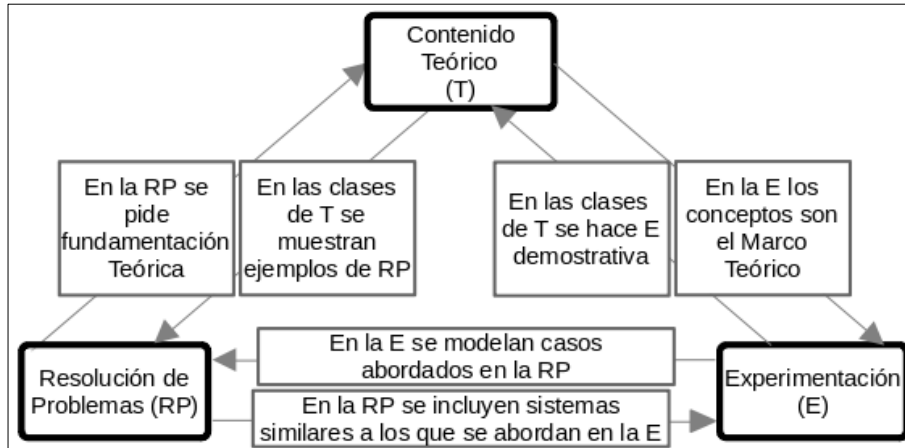 Contenido
Teórico
(T)
En la RP se
pide
fundamentación
Teórica
En las clases
de T se
muestran
ejemplos de RP
En las clases
de T se hace E
demostrativa
En la E los
conceptos son
el Marco
Teórico
Resolución de
Problemas (RP)
En la E se modelan casos
abordados en la RP
En la RP se incluyen sistemas
similares a los que se abordan en la E
Experimentación
(E)